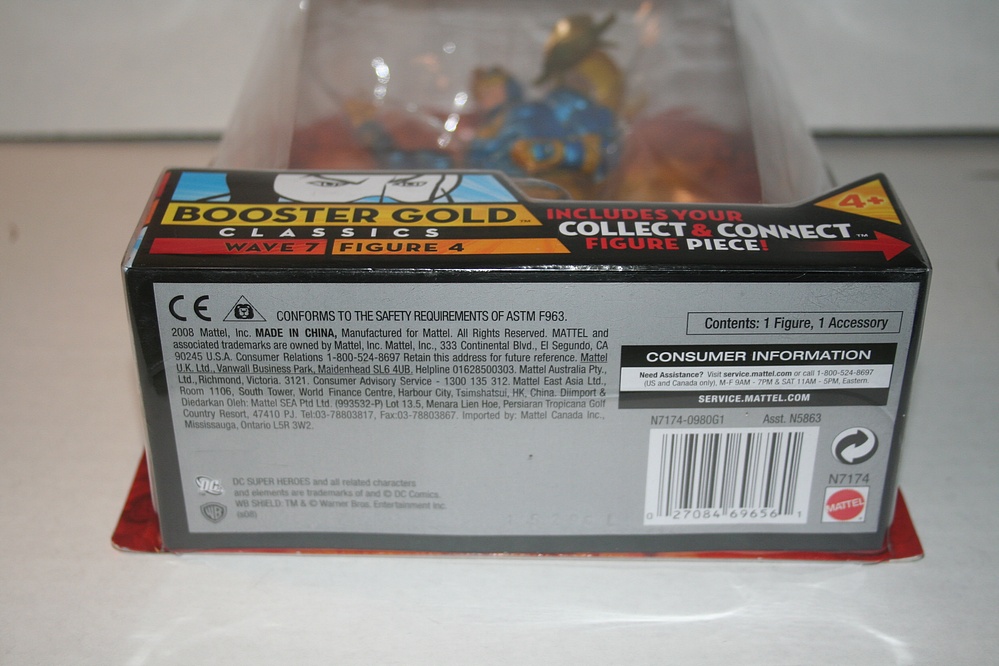 BOOSTER GOLD™
CLASSICS
WAVE 7 FIGURE 4
INCLUDES YOUR
COLLECT & CONNECT™
FIGURE PIECE!
4+
CE CONFORMS TO THE SAFETY REQUIREMENTS OF ASTM F963.
2008 Mattel, Inc. MADE IN CHINA, Manufactured for Mattel. All Rights Reserved. MATTEL and
associated trademarks are owned by Mattel, Inc. Mattel, Inc., 333 Continental Blvd., El Segundo, CA
90245 U.S.A. Consumer Relations 1-800-524-8697 Retain this address for future reference. Mattel
U.K. Ltd., Vanwall Business Park, Maidenhead SL6 4UB. Helpline 01628500303. Mattel Australia Pty.,
Ltd., Richmond, Victoria. 3121. Consumer Advisory Service - 1300 135 312. Mattel East Asia Ltd.,
Room 1106, South Tower, World Finance Centre, Harbour City, Tsimshatsui, HK, China. Diimport &
Diedarkan Oleh: Mattel SEA Ptd Ltd. (993532-P) Lot 13.5, Menara Lien Hoe, Persiaran Tropicana Golf
Country Resort, 47410 PJ. Tel:03-78803817, Fax:03-78803867. Imported by: Mattel Canada Inc.,
Mississauga, Ontario L5R 3W2.
DC
DC SUPER HEROES and all related characters
and elements are trademarks of and © DC Comics.
WB SHIELD: TM & © Warner Bros. Entertainment Inc.
(s08)
WB
Contents: 1 Figure, 1 Accessory
CONSUMER INFORMATION
Need Assistance? Visit service.mattel.com or call 1-800-524-8697
(US and Canada only), M-F 9AM - 7PM & SAT 11AM - 5PM, Eastern.
SERVICE.MATTEL.COM
N7174-0980G1 Asst. N5863
0 27084 69656 1
N7174
MATTEL